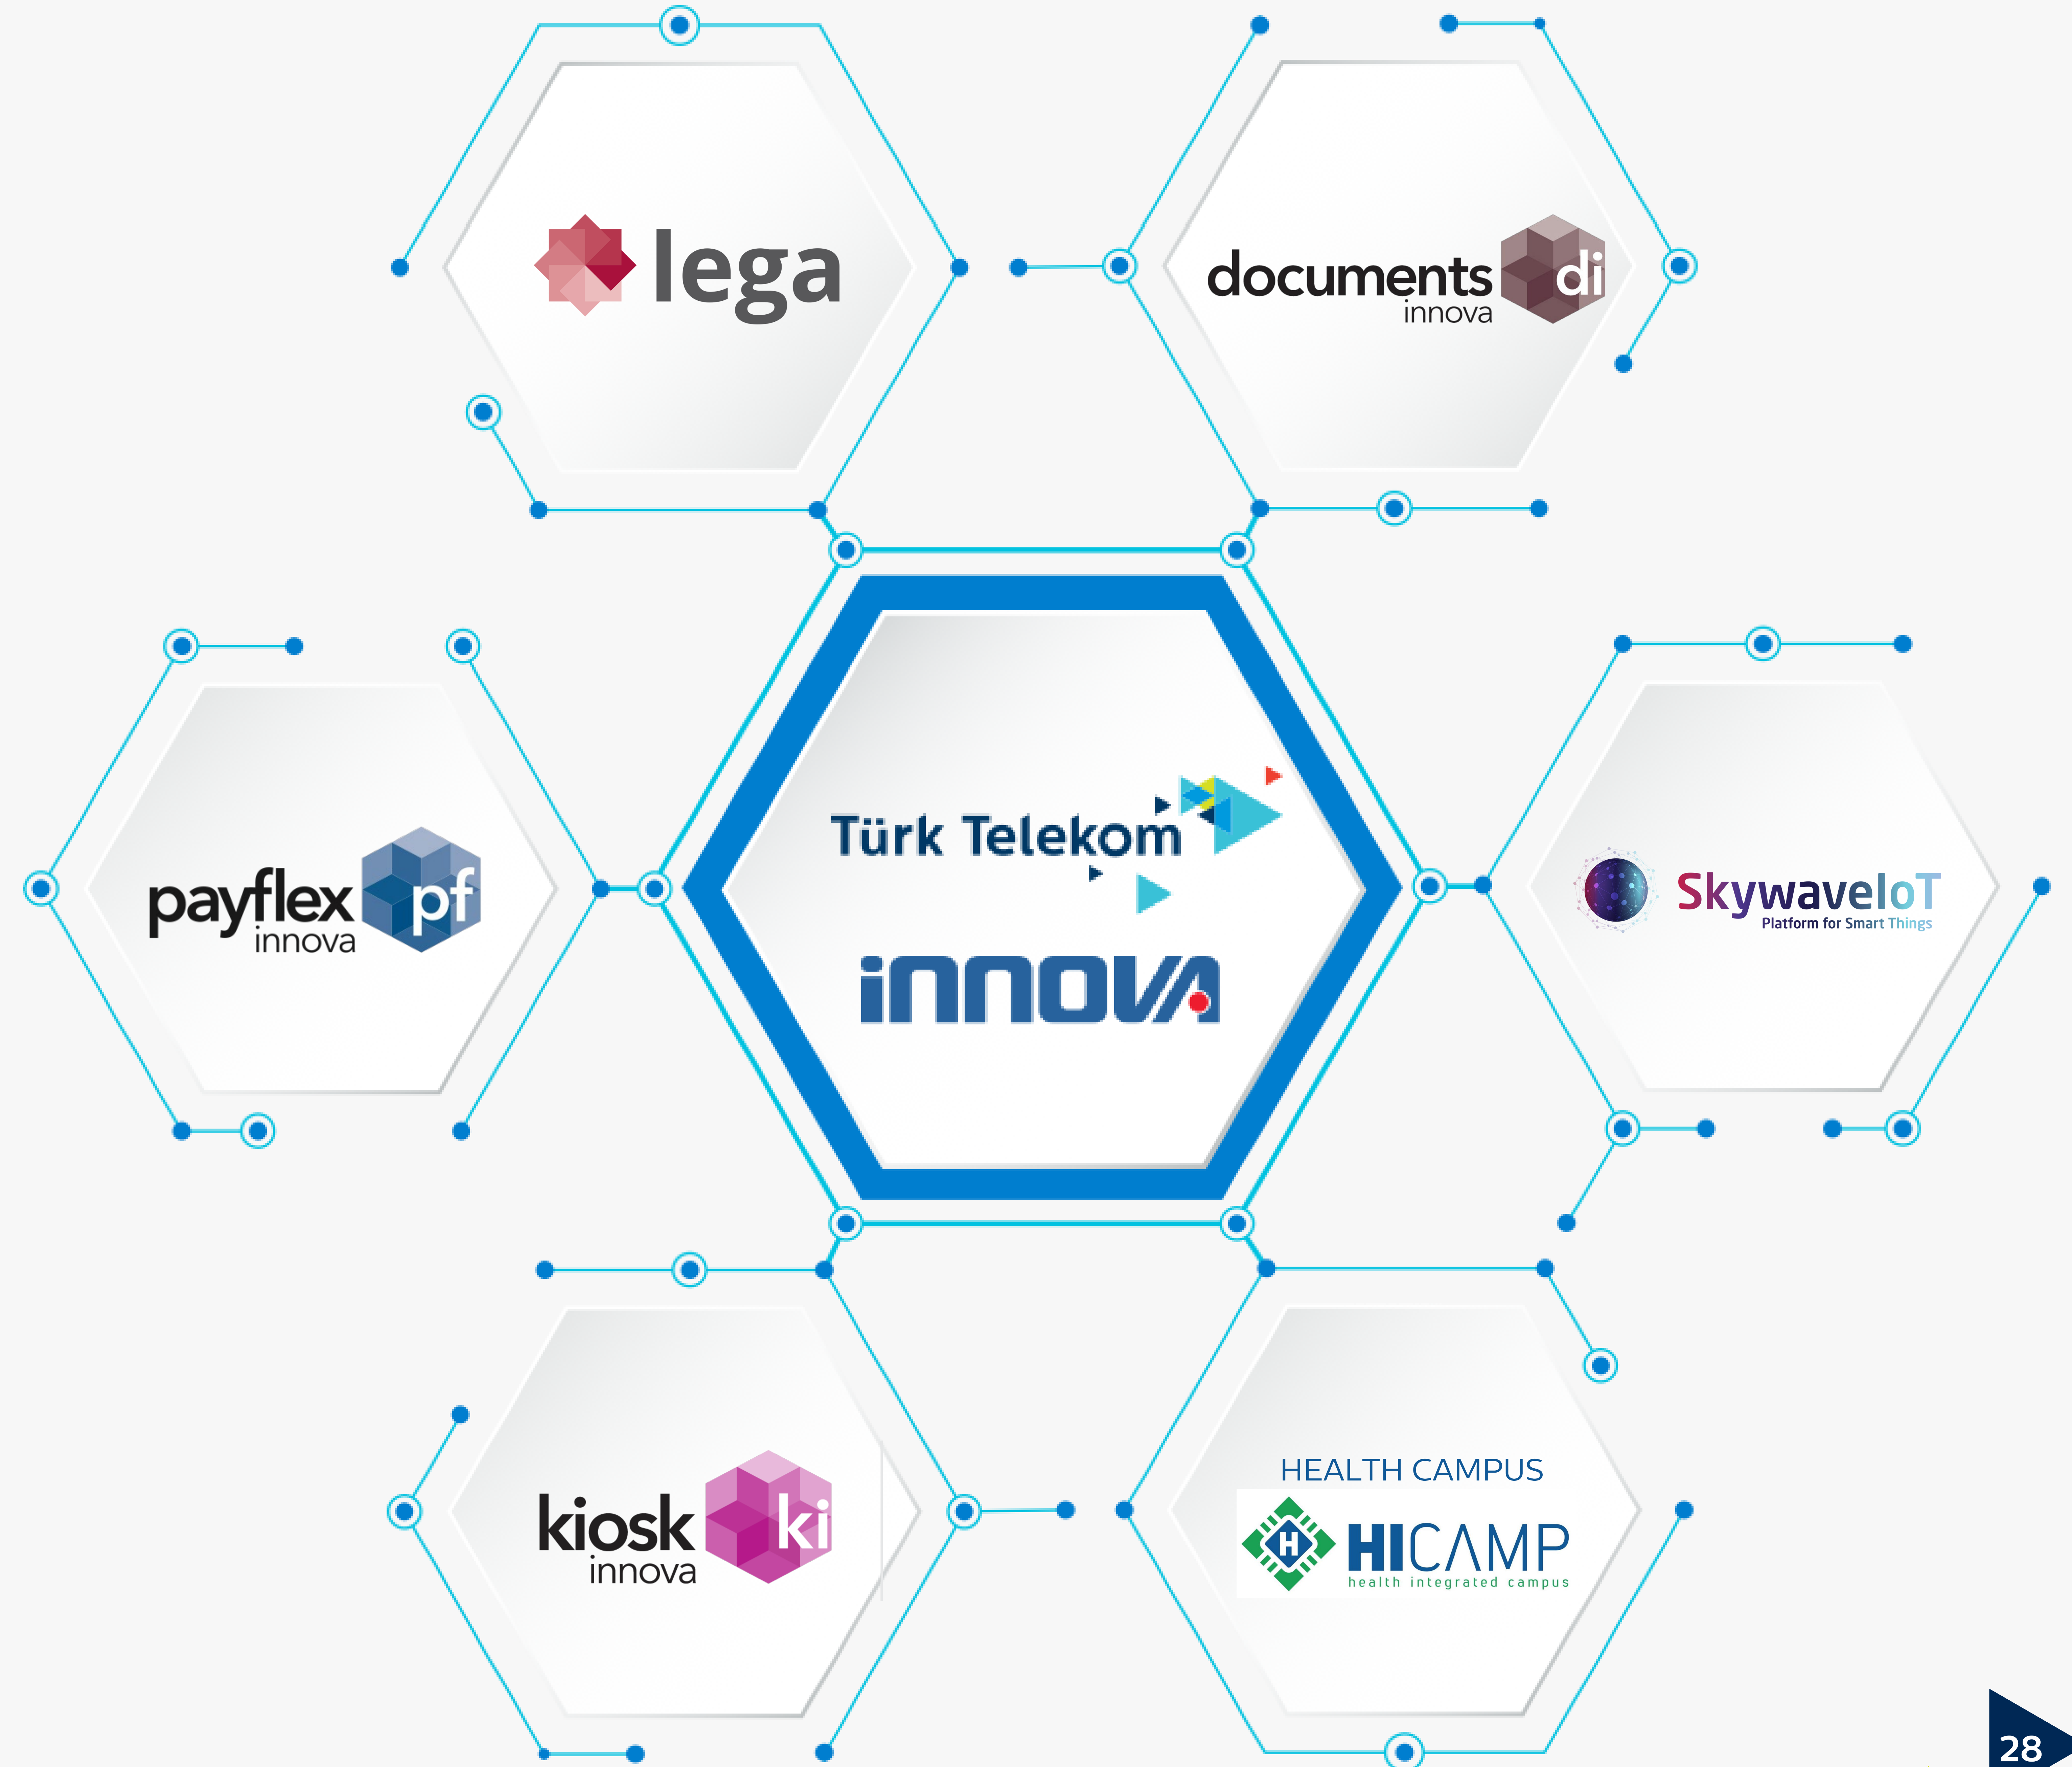 lega
documents di
innova
payflex pf
innova
Türk Telekom
innova
SkywaveIoT
Platform for Smart Things
kiosk ki
innova
HEALTH CAMPUS
H HICAMP
health integrated campus
28